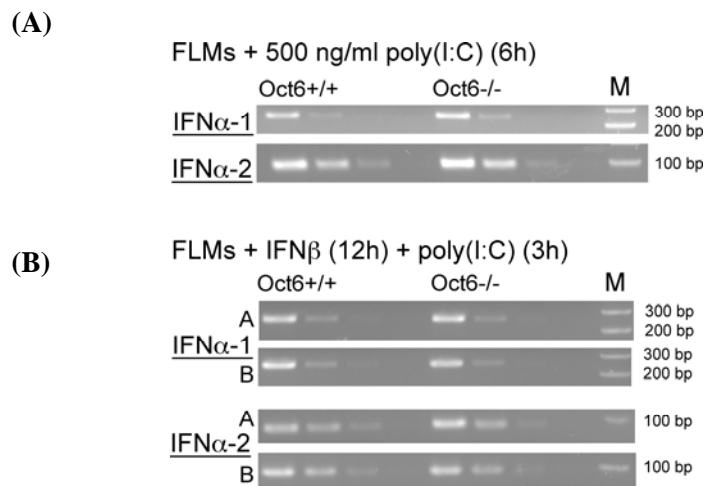 (A)
FLMs + 500 ng/ml poly(I:C) (6h)
Oct6+/+ Oct6-/- M
IFNα-1 300 bp
200 bp
IFNα-2 100 bp
(B)
FLMs + IFNβ (12h) + poly(I:C) (3h)
Oct6+/+ Oct6-/- M
A 300 bp
200 bp
IFNα-1
B 300 bp
200 bp
A 100 bp
IFNα-2
B 100 bp